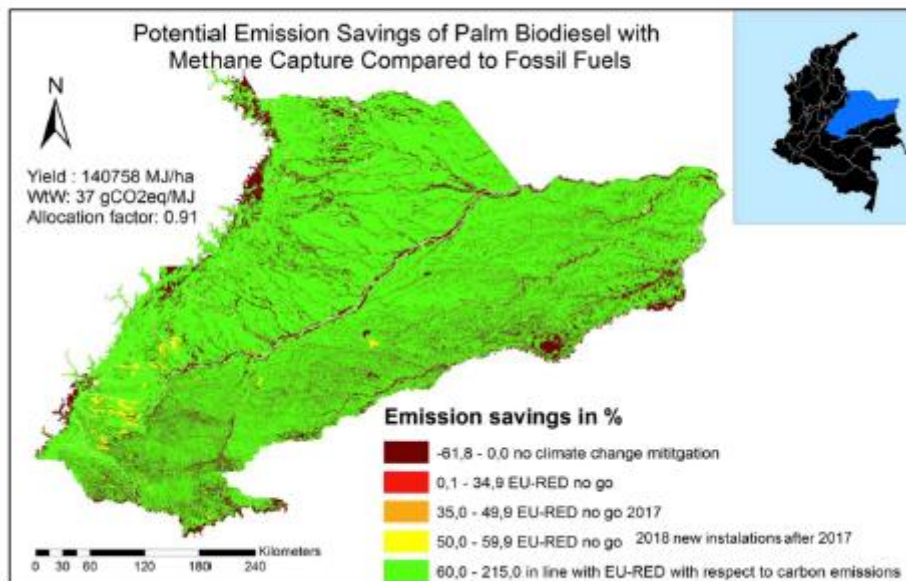 Potential Emission Savings of Palm Biodiesel with
Methane Capture Compared to Fossil Fuels
N
Yield : 140758 MJ/ha
WtW: 37 gCO2eq/MJ
Allocation factor: 0.91
Emission savings in %
-61,8 - 0,0 no climate change mititgation
0,1 - 34,9 EU-RED no go
35,0 - 49,9 EU-RED no go 2017
50,0 - 59,9 EU-RED no go 2018 new instalations after 2017
60,0 - 215,0 in line with EU-RED with respect to carbon emissions
Kilometers
0 30 60 120 180 240